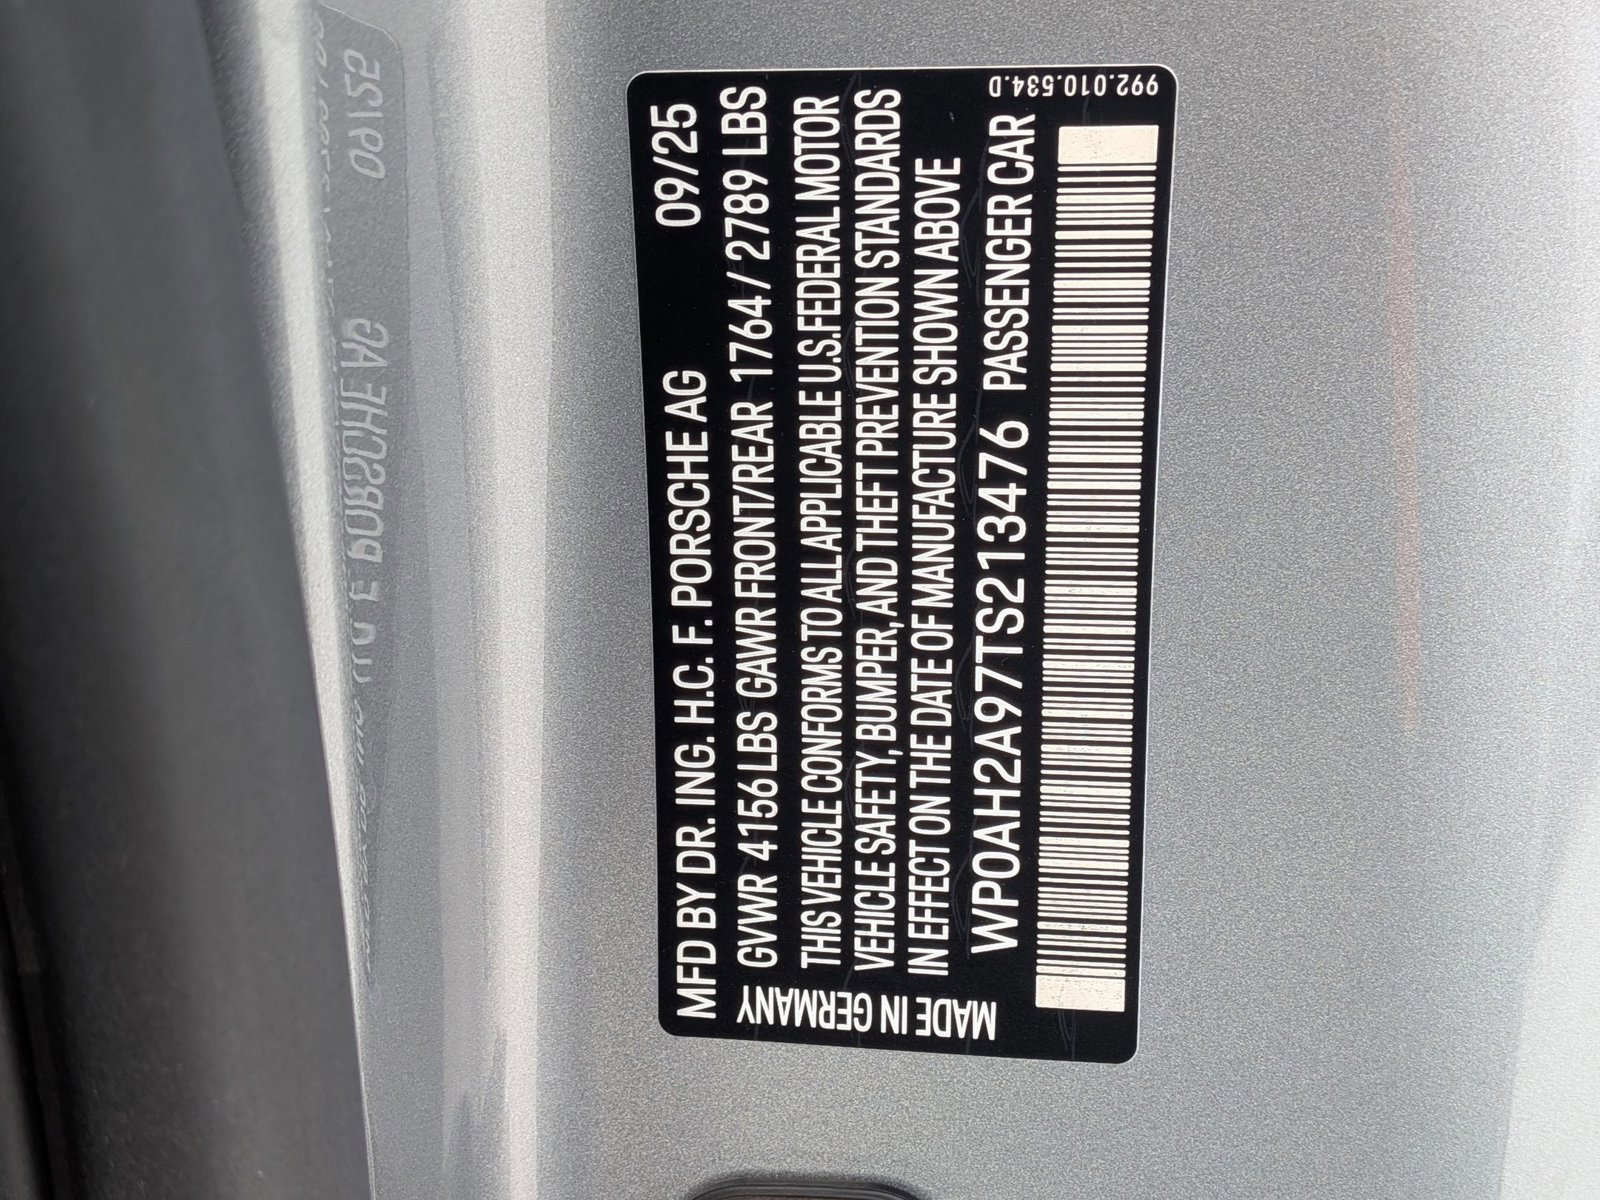 MFD BY DR. ING. H.C. F. PORSCHE AG 09/25
GVWR 4156 LBS GAWR FRONT/REAR 1764 / 2789 LBS
THIS VEHICLE CONFORMS TO ALL APPLICABLE U.S. FEDERAL MOTOR
VEHICLE SAFETY, BUMPER, AND THEFT PREVENTION STANDARDS
IN EFFECT ON THE DATE OF MANUFACTURE SHOWN ABOVE
WP0AH2A97TS213476 PASSENGER CAR
MADE IN GERMANY
992.010.534.D